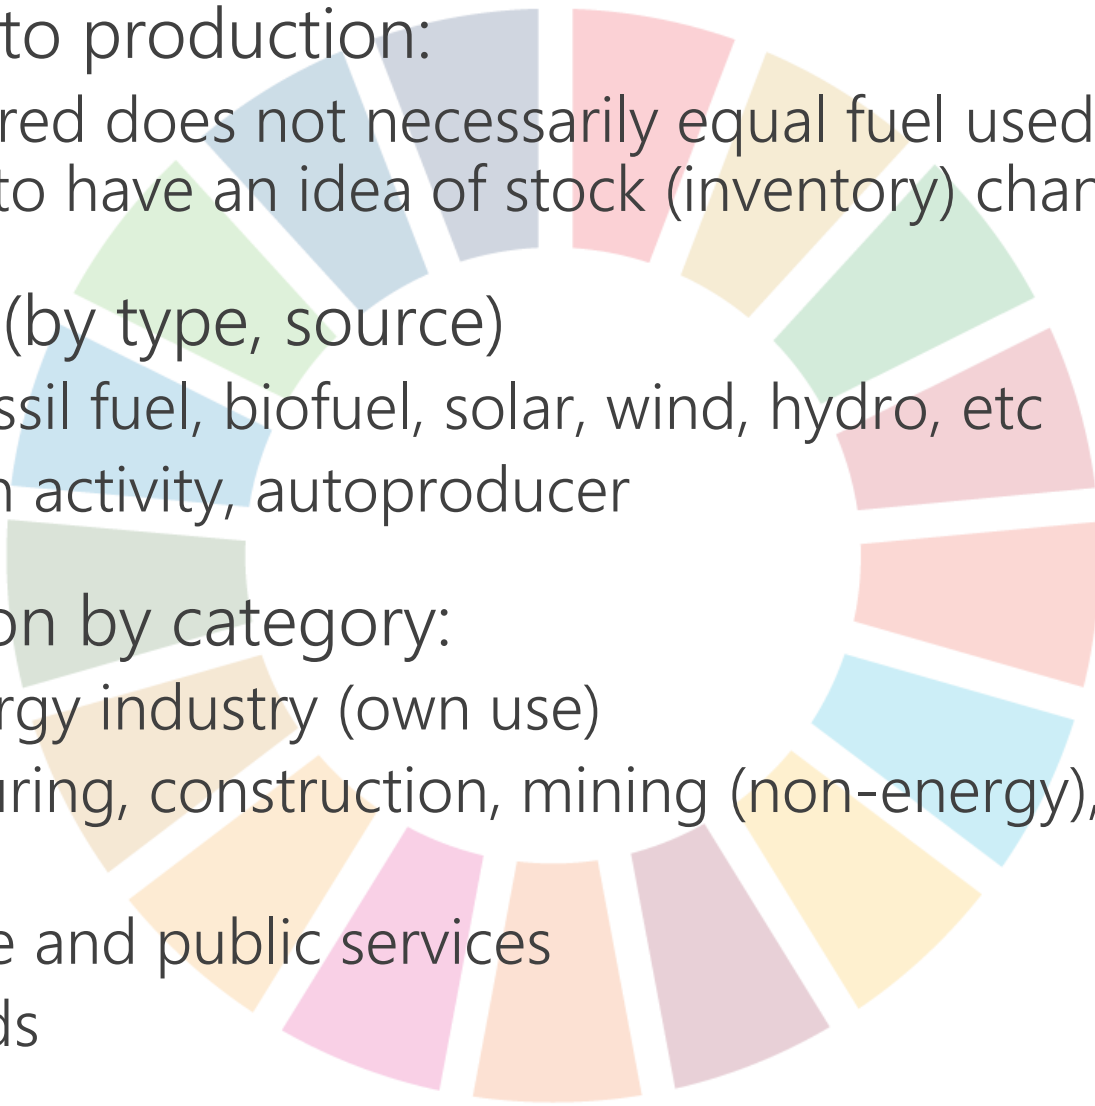 to production:
red does not necessarily equal fuel used
to have an idea of stock (inventory) chan
(by type, source)
ssil fuel, biofuel, solar, wind, hydro, etc
n activity, autoproducer
on by category:
rgy industry (own use)
uring, construction, mining (non-energy),
e and public services
ds